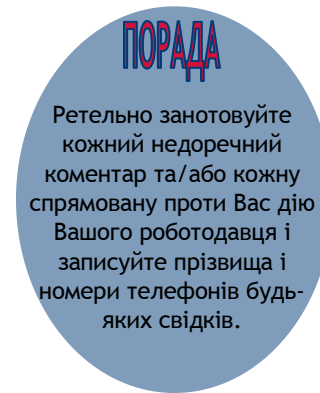 ПОРАДА
Ретельно занотовуйте
кожний недоречний
коментар та/або кожну
спрямовану проти Вас дію
Вашого роботодавця і
записуйте прізвища і
номери телефонів будь-
яких свідків.